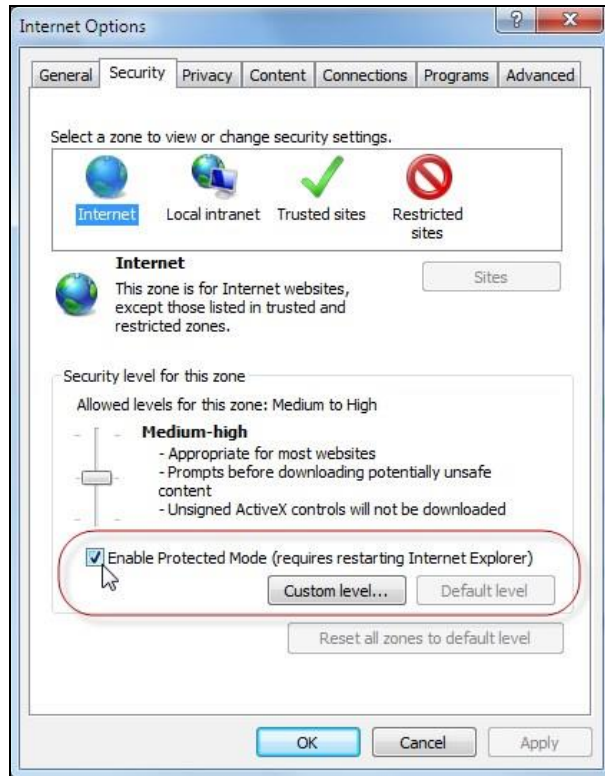 Internet Options
General Security Privacy Content Connections Programs Advanced
Select a zone to view or change security settings.
Internet Local intranet Trusted sites Restricted
sites
Internet
Sites
This zone is for Internet websites,
except those listed in trusted and
restricted zones.
Security level for this zone
Allowed levels for this zone: Medium to High
Medium-high
- Appropriate for most websites
- Prompts before downloading potentially unsafe
content
- Unsigned ActiveX controls will not be downloaded
Enable Protected Mode (requires restarting Internet Explorer)
Custom level... Default level
Reset all zones to default level
OK Cancel Apply